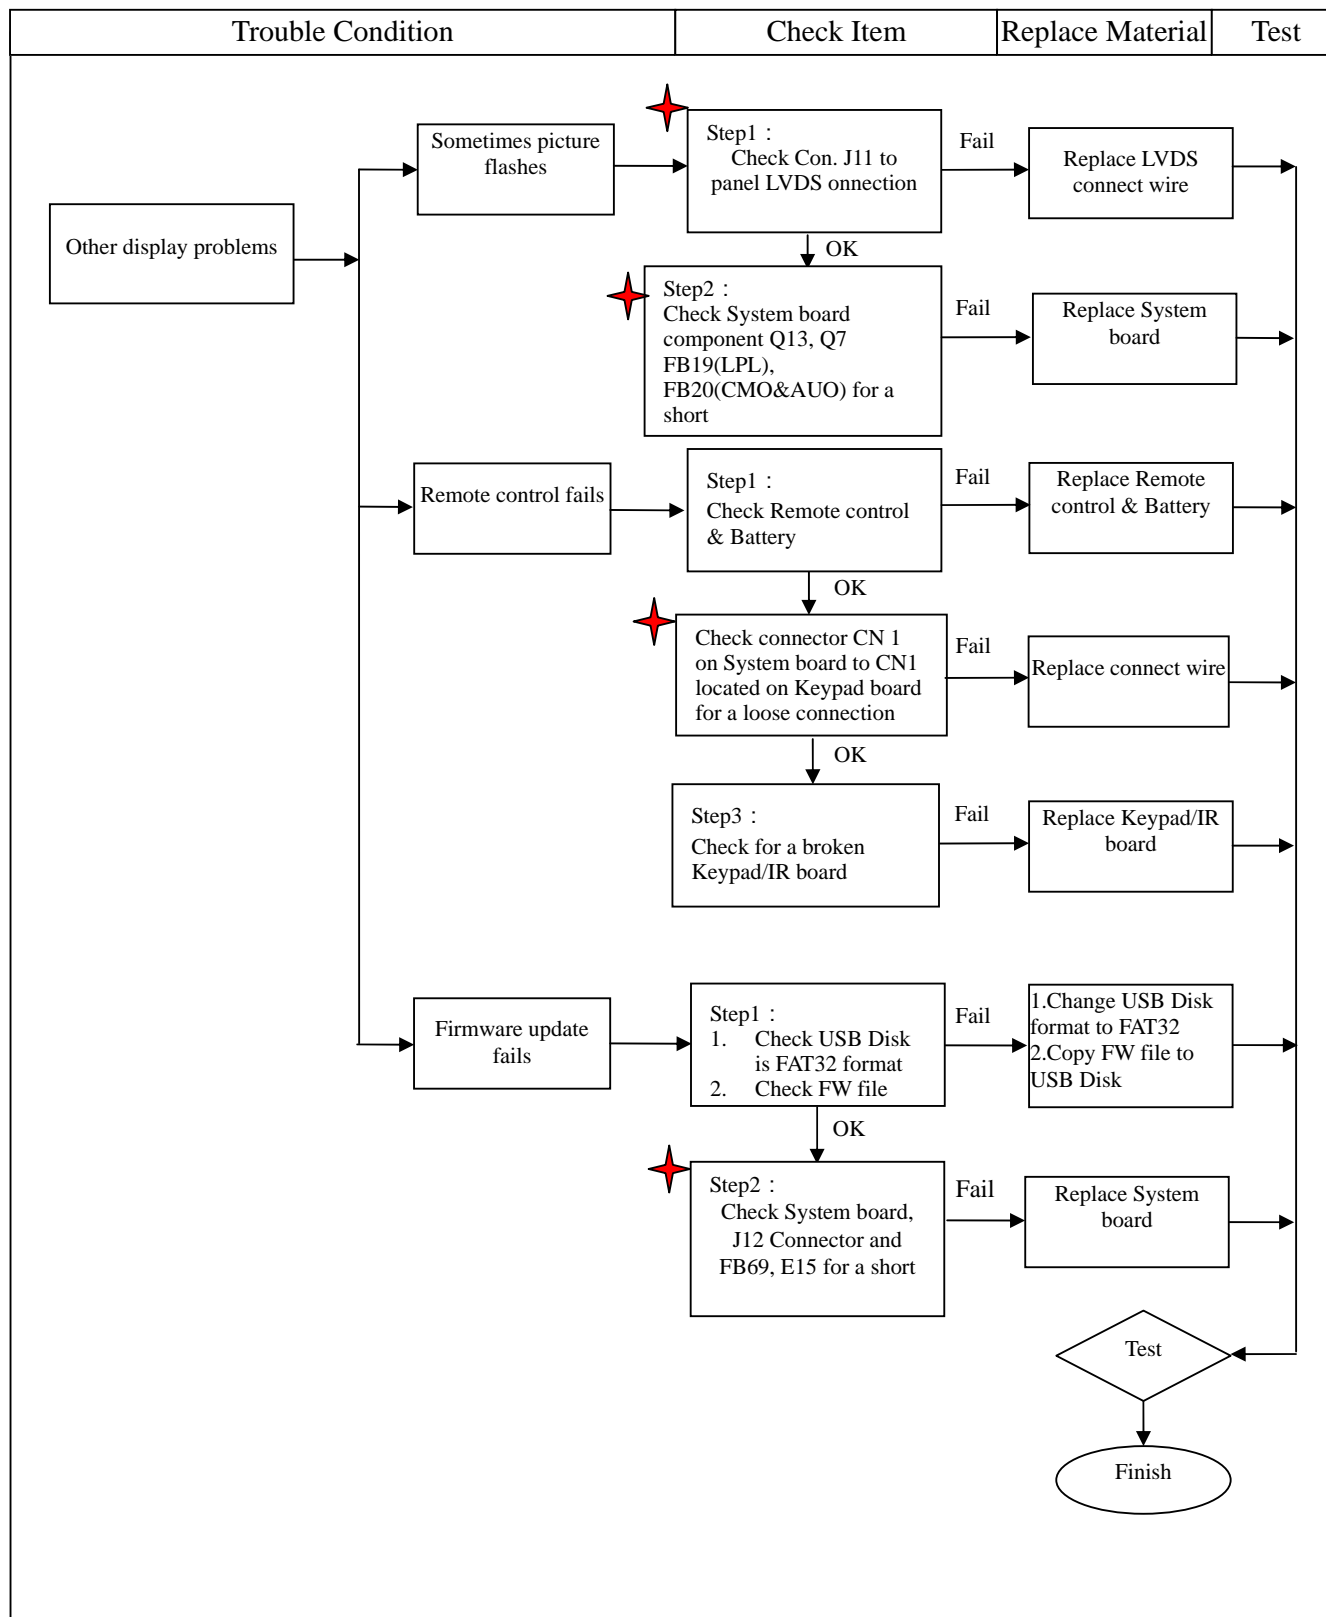 Trouble Condition
Check Item
Replace Material
Test
Other display problems
Sometimes picture
flashes
Step1：
Check Con. J11 to
panel LVDS onnection
Fail
Replace LVDS
connect wire
OK
Step2：
Check System board
component Q13, Q7
FB19(LPL),
FB20(CMO&AUO) for a
short
Fail
Replace System
board
Remote control fails
Step1：
Check Remote control
& Battery
Fail
Replace Remote
control & Battery
OK
Check connector CN 1
on System board to CN1
located on Keypad board
for a loose connection
Fail
Replace connect wire
OK
Step3：
Check for a broken
Keypad/IR board
Fail
Replace Keypad/IR
board
Firmware update
fails
Step1：
1. Check USB Disk
is FAT32 format
2. Check FW file
Fail
1.Change USB Disk
format to FAT32
2.Copy FW file to
USB Disk
OK
Step2：
Check System board,
J12 Connector and
FB69, E15 for a short
Fail
Replace System
board
Test
Finish